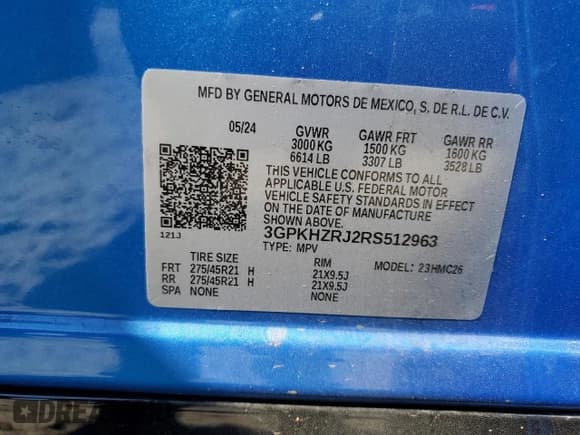 MFD BY GENERAL MOTORS DE MEXICO, S. DE R.L. DE C.V.
05/24 GVWR GAWR FRT GAWR RR
3000 KG 1500 KG 1600 KG
6614 LB 3307 LB 3528 LB
THIS VEHICLE CONFORMS TO ALL
APPLICABLE U.S. FEDERAL MOTOR
VEHICLE SAFETY STANDARDS IN EFFECT
ON THE DATE OF MANUFACTURE
SHOWN ABOVE.
3GPKHZRJ2RS512963
121J TYPE: MPV MODEL: 23HMC26
TIRE SIZE RIM
FRT 275/45R21 H 21X9.5J
RR 275/45R21 H 21X9.5J
SPA NONE NONE